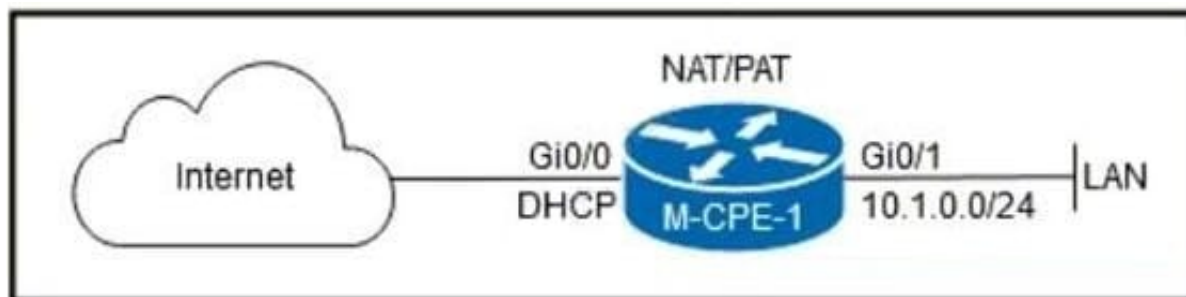 NAT/PAT
Internet
Gi0/0
Gi0/1
DHCP
M-CPE-1
10.1.0.0/24
LAN